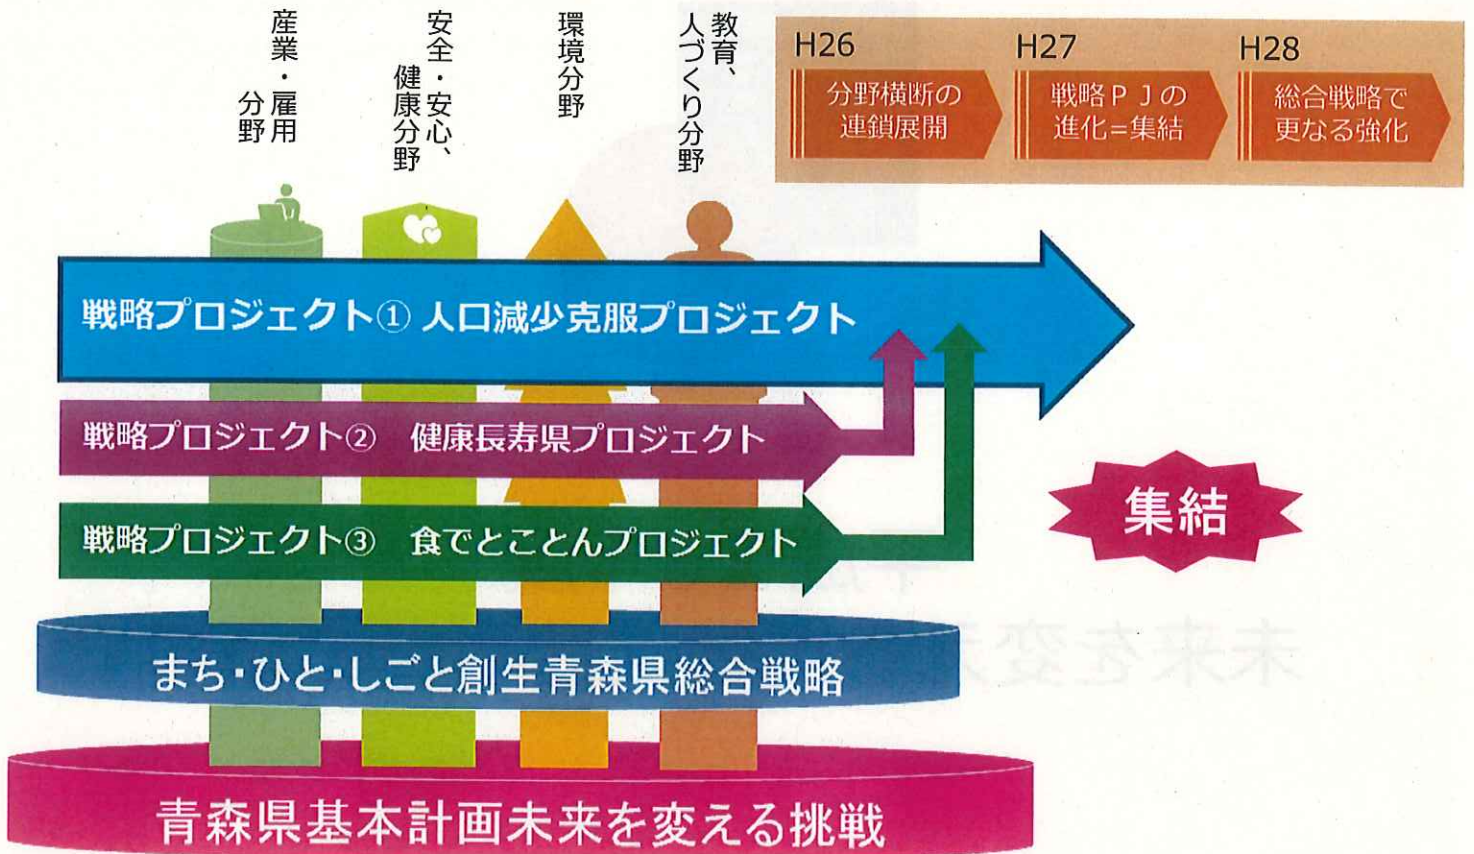 産業・雇用
分野
安全・安心、
健康分野
環境分野
教育、
人づくり分野
H26
分野横断の
連鎖展開
H27
戦略PJの
進化=集結
H28
総合戦略で
更なる強化
戦略プロジェクト① 人口減少克服プロジェクト
戦略プロジェクト② 健康長寿県プロジェクト
戦略プロジェクト③ 食でとことんプロジェクト
集結
まち・ひと・しごと創生青森県総合戦略
青森県基本計画未来を変える挑戦
未来を変